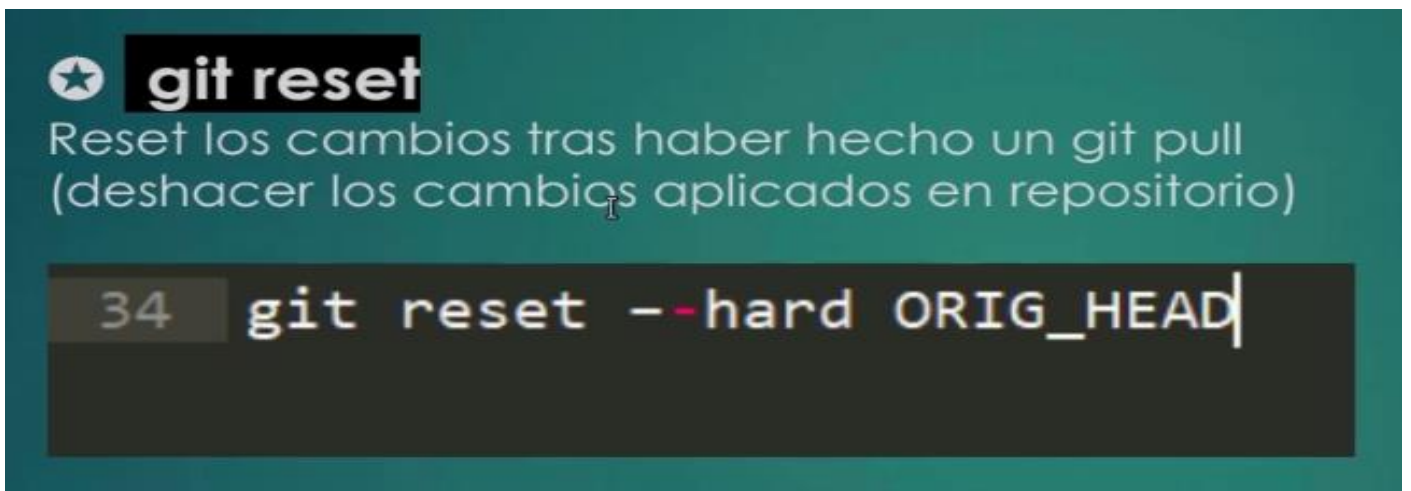 ✪ git reset
Reset los cambios tras haber hecho un git pull
(deshacer los cambios aplicados en repositorio)
34 git reset –-hard ORIG_HEAD